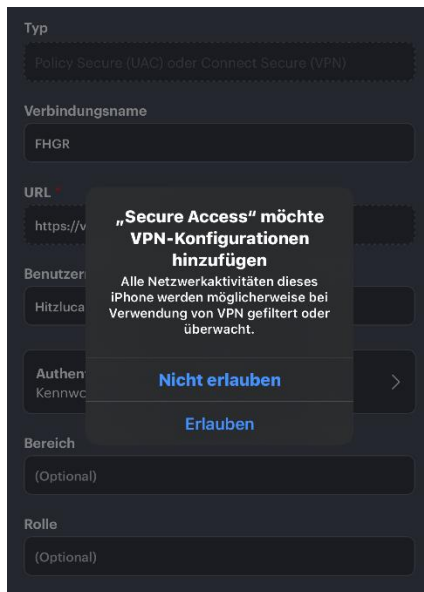 Typ
Policy Secure (UAC) oder Connect Secure (VPN)
Verbindungsname
FHGR
URL *
https://v
„Secure Access“ möchte
VPN-Konfigurationen
hinzufügen
Alle Netzwerkaktivitäten dieses
iPhone werden möglicherweise bei
Verwendung von VPN gefiltert oder
überwacht.
Nicht erlauben
Erlauben
Benutzer
Hitzluca
Authen
Kennwo
Bereich
(Optional)
Rolle
(Optional)